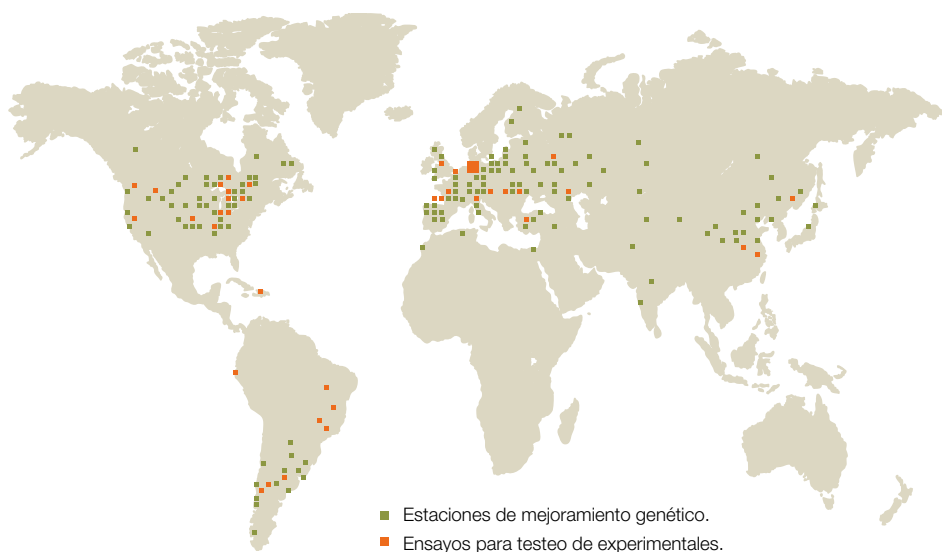 Estaciones de mejoramiento genético.
Ensayos para testeo de experimentales.